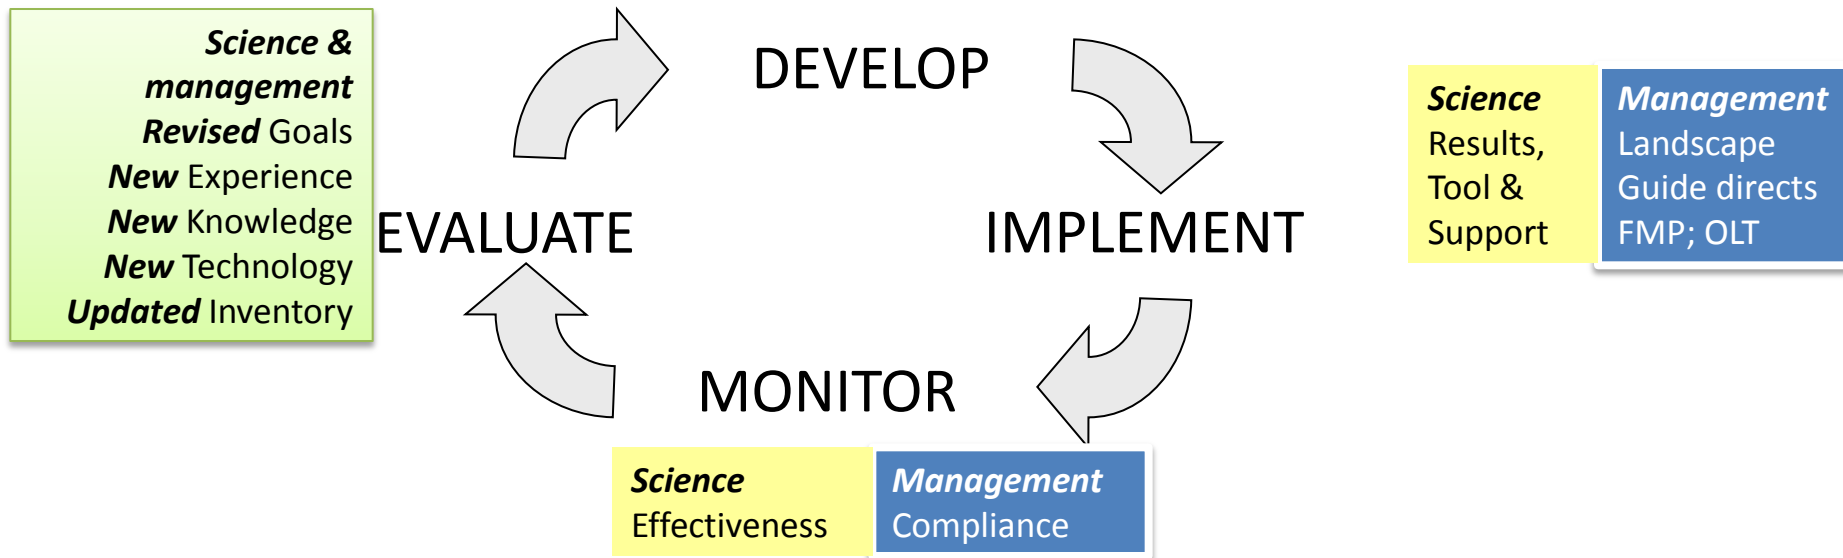 Science &
management
Revised Goals
New Experience
New Knowledge
New Technology
Updated Inventory
DEVELOP
EVALUATE
IMPLEMENT
MONITOR
Science
Results,
Tool &
Support
Management
Landscape
Guide directs
FMP; OLT
Science
Effectiveness
Management
Compliance